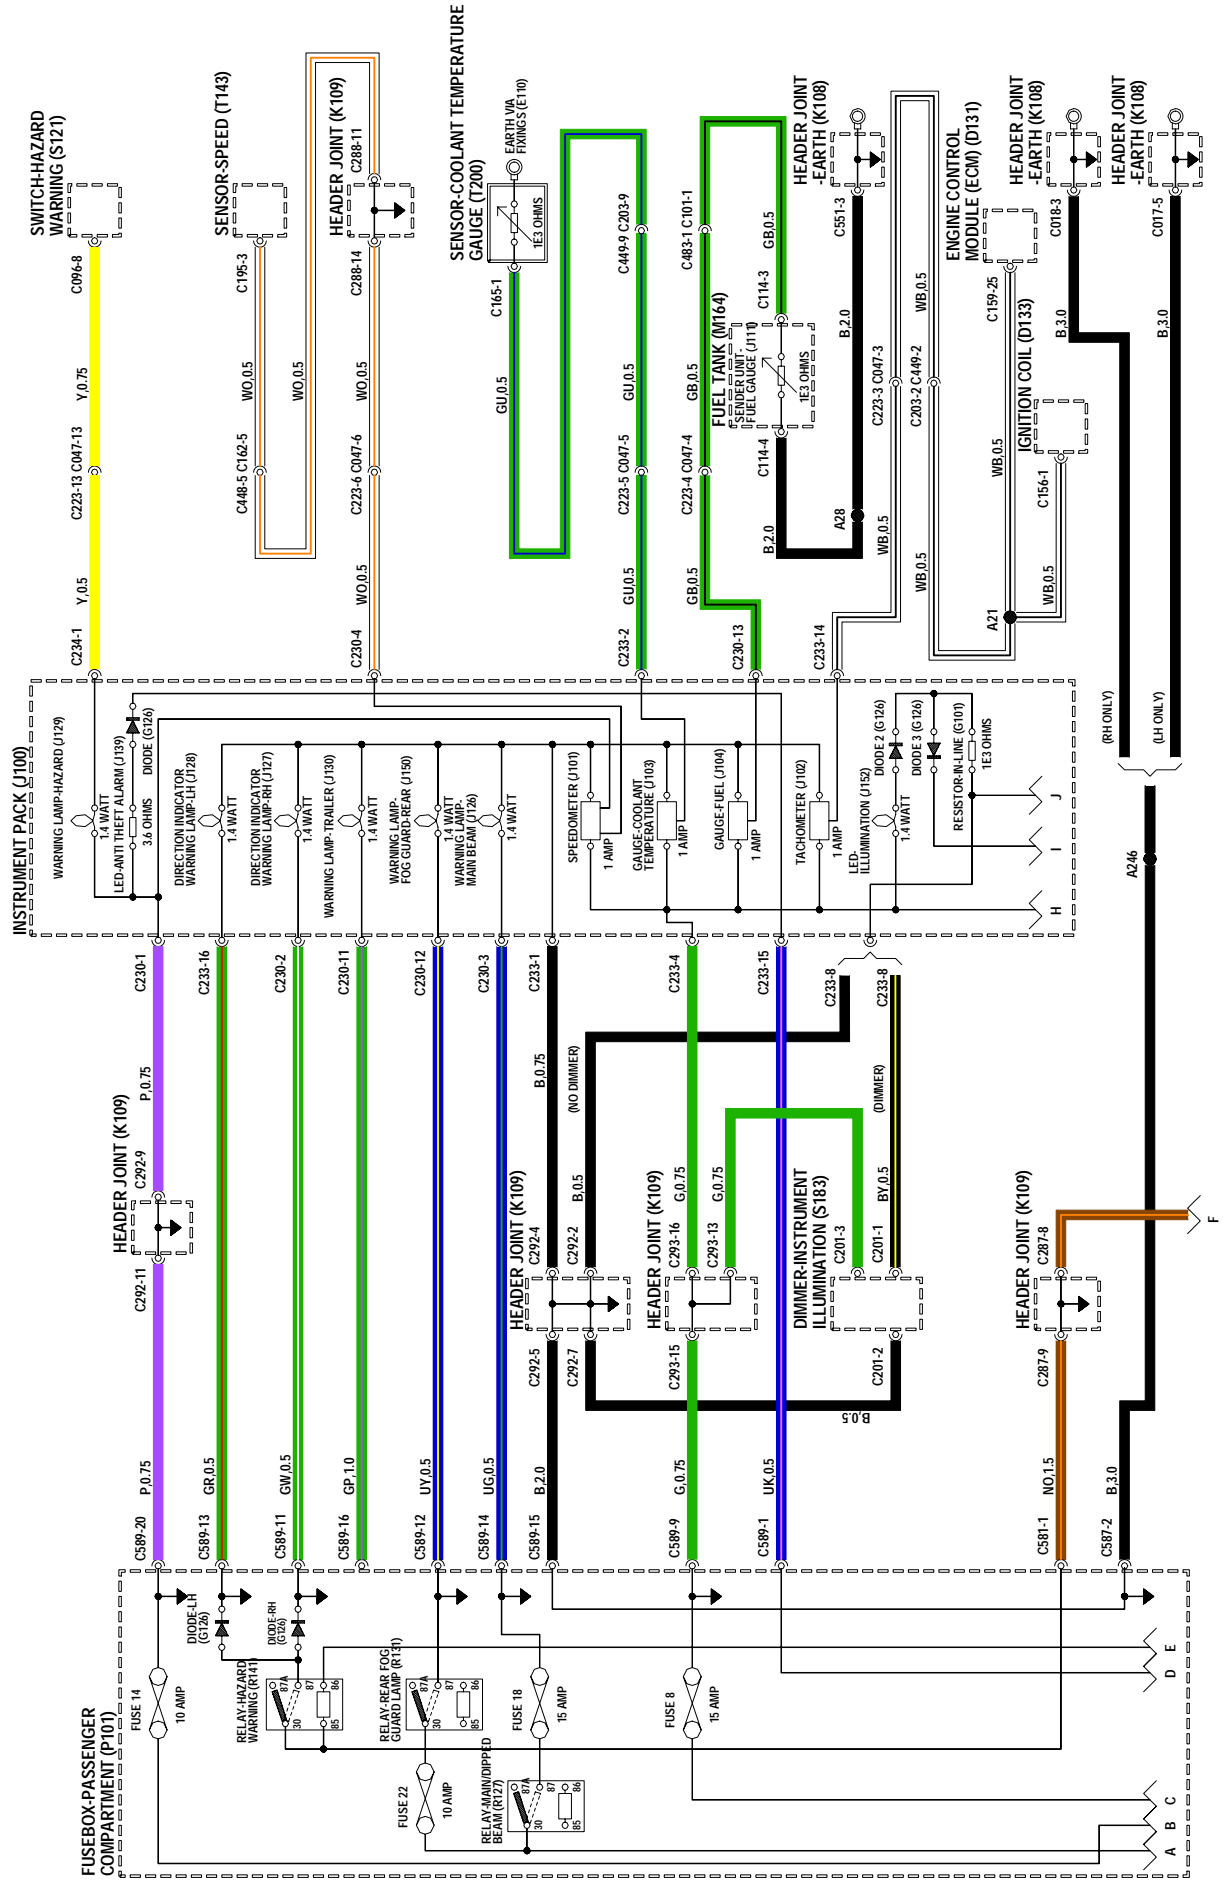 FUSEBOX-PASSENGER
COMPARTMENT (P101)
FUSE 14
10 AMP
DIODE-LH
(G126)
DIODE-RH
(G126)
RELAY-HAZARD
WARNING (R141)
87A
87
86
30
85
RELAY-REAR FOG
GUARD LAMP (R131)
87A
87
86
30
85
FUSE 22
10 AMP
FUSE 18
15 AMP
RELAY-MAIN/DIPPED
BEAM (R127)
87A
87
86
30
85
FUSE 8
15 AMP
A
B
C
D
E
C589-20
P,0.75
C292-11
HEADER JOINT (K109)
C292-9
P,0.75
C230-1
C589-13
GR,0.5
C233-16
C589-11
GW,0.5
C230-2
C589-16
GP,1.0
C230-11
C589-12
UY,0.5
C230-12
C589-14
UG,0.5
C230-3
C589-15
B,2.0
C292-5
C292-7
HEADER JOINT (K109)
C292-4
C292-2
B,0.75
B,0.5
(NO DIMMER)
C233-1
B,0.5
C589-9
G,0.75
C293-15
HEADER JOINT (K109)
C293-16
C293-13
G,0.75
G,0.75
C233-4
C589-1
UK,0.5
C233-15
C201-2
DIMMER-INSTRUMENT
ILLUMINATION (S183)
C201-3
C201-1
BY,0.5
(DIMMER)
C233-8
C233-8
C581-1
NO,1.5
C287-9
HEADER JOINT (K109)
C287-8
F
C587-2
B,3.0
A246
INSTRUMENT PACK (J100)
WARNING LAMP-HAZARD (J129)
1.4 WATT
LED-ANTI THEFT ALARM (J139)
3.6 OHMS
DIODE (G126)
DIRECTION INDICATOR
WARNING LAMP-LH (J128)
1.4 WATT
DIRECTION INDICATOR
WARNING LAMP-RH (J127)
1.4 WATT
WARNING LAMP-TRAILER (J130)
1.4 WATT
WARNING LAMP-
FOG GUARD-REAR (J150)
1.4 WATT
WARNING LAMP-
MAIN BEAM (J126)
1.4 WATT
SPEEDOMETER (J101)
1 AMP
GAUGE-COOLANT
TEMPERATURE (J103)
1 AMP
GAUGE-FUEL (J104)
1 AMP
TACHOMETER (J102)
1 AMP
LED-
ILLUMINATION (J152)
1.4 WATT
DIODE 2 (G126)
DIODE 3 (G126)
RESISTOR-IN-LINE (G101)
1E3 OHMS
H
I
J
C234-1
Y,0.5
C223-13 C047-13
Y,0.75
C096-8
SWITCH-HAZARD
WARNING (S121)
C448-5 C162-5
WO,0.5
WO,0.5
C195-3
SENSOR-SPEED (T143)
C230-4
WO,0.5
C223-6 C047-6
WO,0.5
C288-14
HEADER JOINT (K109)
C288-11
GU,0.5
C165-1
SENSOR-COOLANT TEMPERATURE
GAUGE (T200)
1E3 OHMS
EARTH VIA
FIXINGS (E110)
C233-2
GU,0.5
C223-5 C047-5
GU,0.5
C449-9 C203-9
C230-13
GB,0.5
C223-4 C047-4
GB,0.5
C483-1 C101-1
GB,0.5
C114-3
FUEL TANK (M164)
SENDER UNIT-
FUEL GAUGE (J111)
1E3 OHMS
C114-4
B,2.0
A28
B,2.0
C551-3
HEADER JOINT
-EARTH (K108)
C233-14
WB,0.5
C223-3 C047-3
C203-2 C449-2
WB,0.5
WB,0.5
A21
WB,0.5
C159-25
ENGINE CONTROL
MODULE (ECM) (D131)
WB,0.5
C156-1
IGNITION COIL (D133)
(RH ONLY)
B,3.0
C018-3
HEADER JOINT
-EARTH (K108)
(LH ONLY)
B,3.0
C017-5
HEADER JOINT
-EARTH (K108)